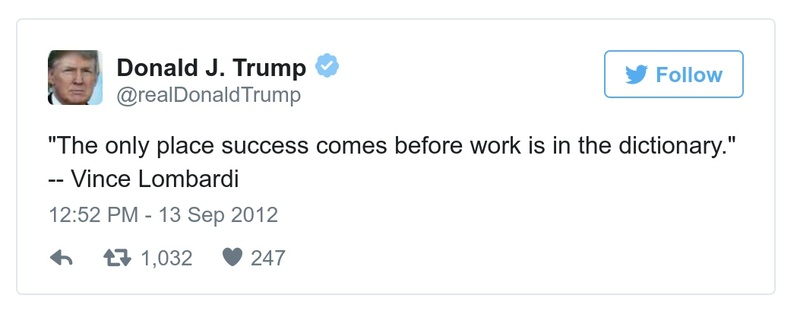 Donald J. Trump
@realDonaldTrump
Follow
"The only place success comes before work is in the dictionary."
-- Vince Lombardi
12:52 PM - 13 Sep 2012
1,032 247